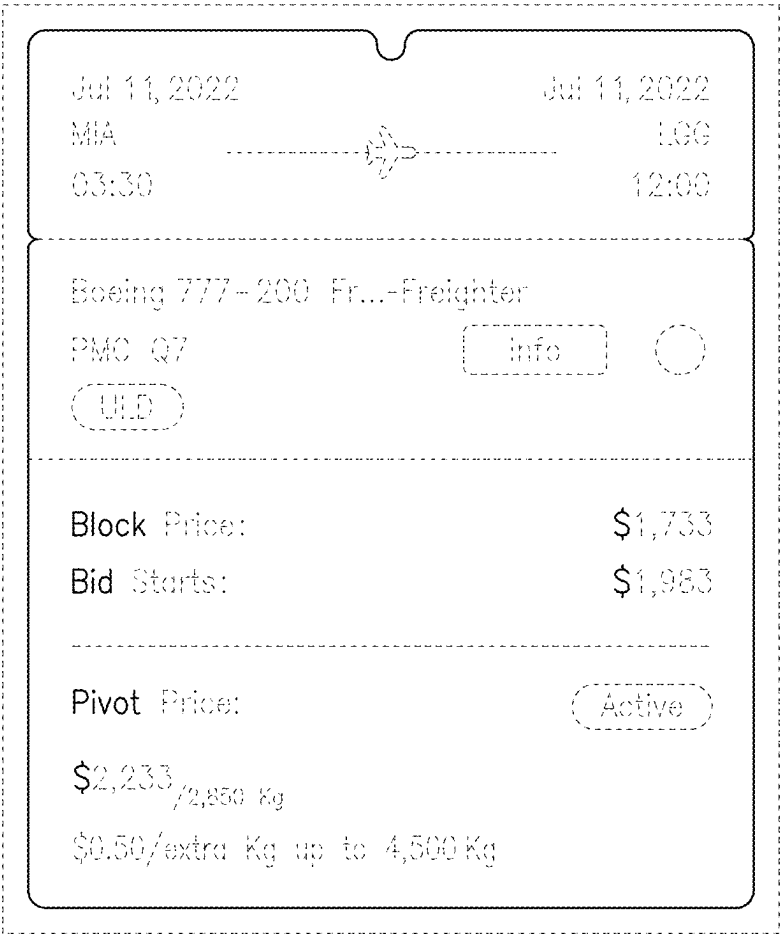 Jul 11, 2022 Jul 11, 2022
MIA LGG
03:30 12:00
Boeing 777-200 Fr...-Freighter
PMC Q7 info
ULD
Block Price: $1,733
Bid Starts: $1,983
Pivot Price: Active
$2,233/2,850 Kg
$0.50/extra Kg up to 4,500 Kg